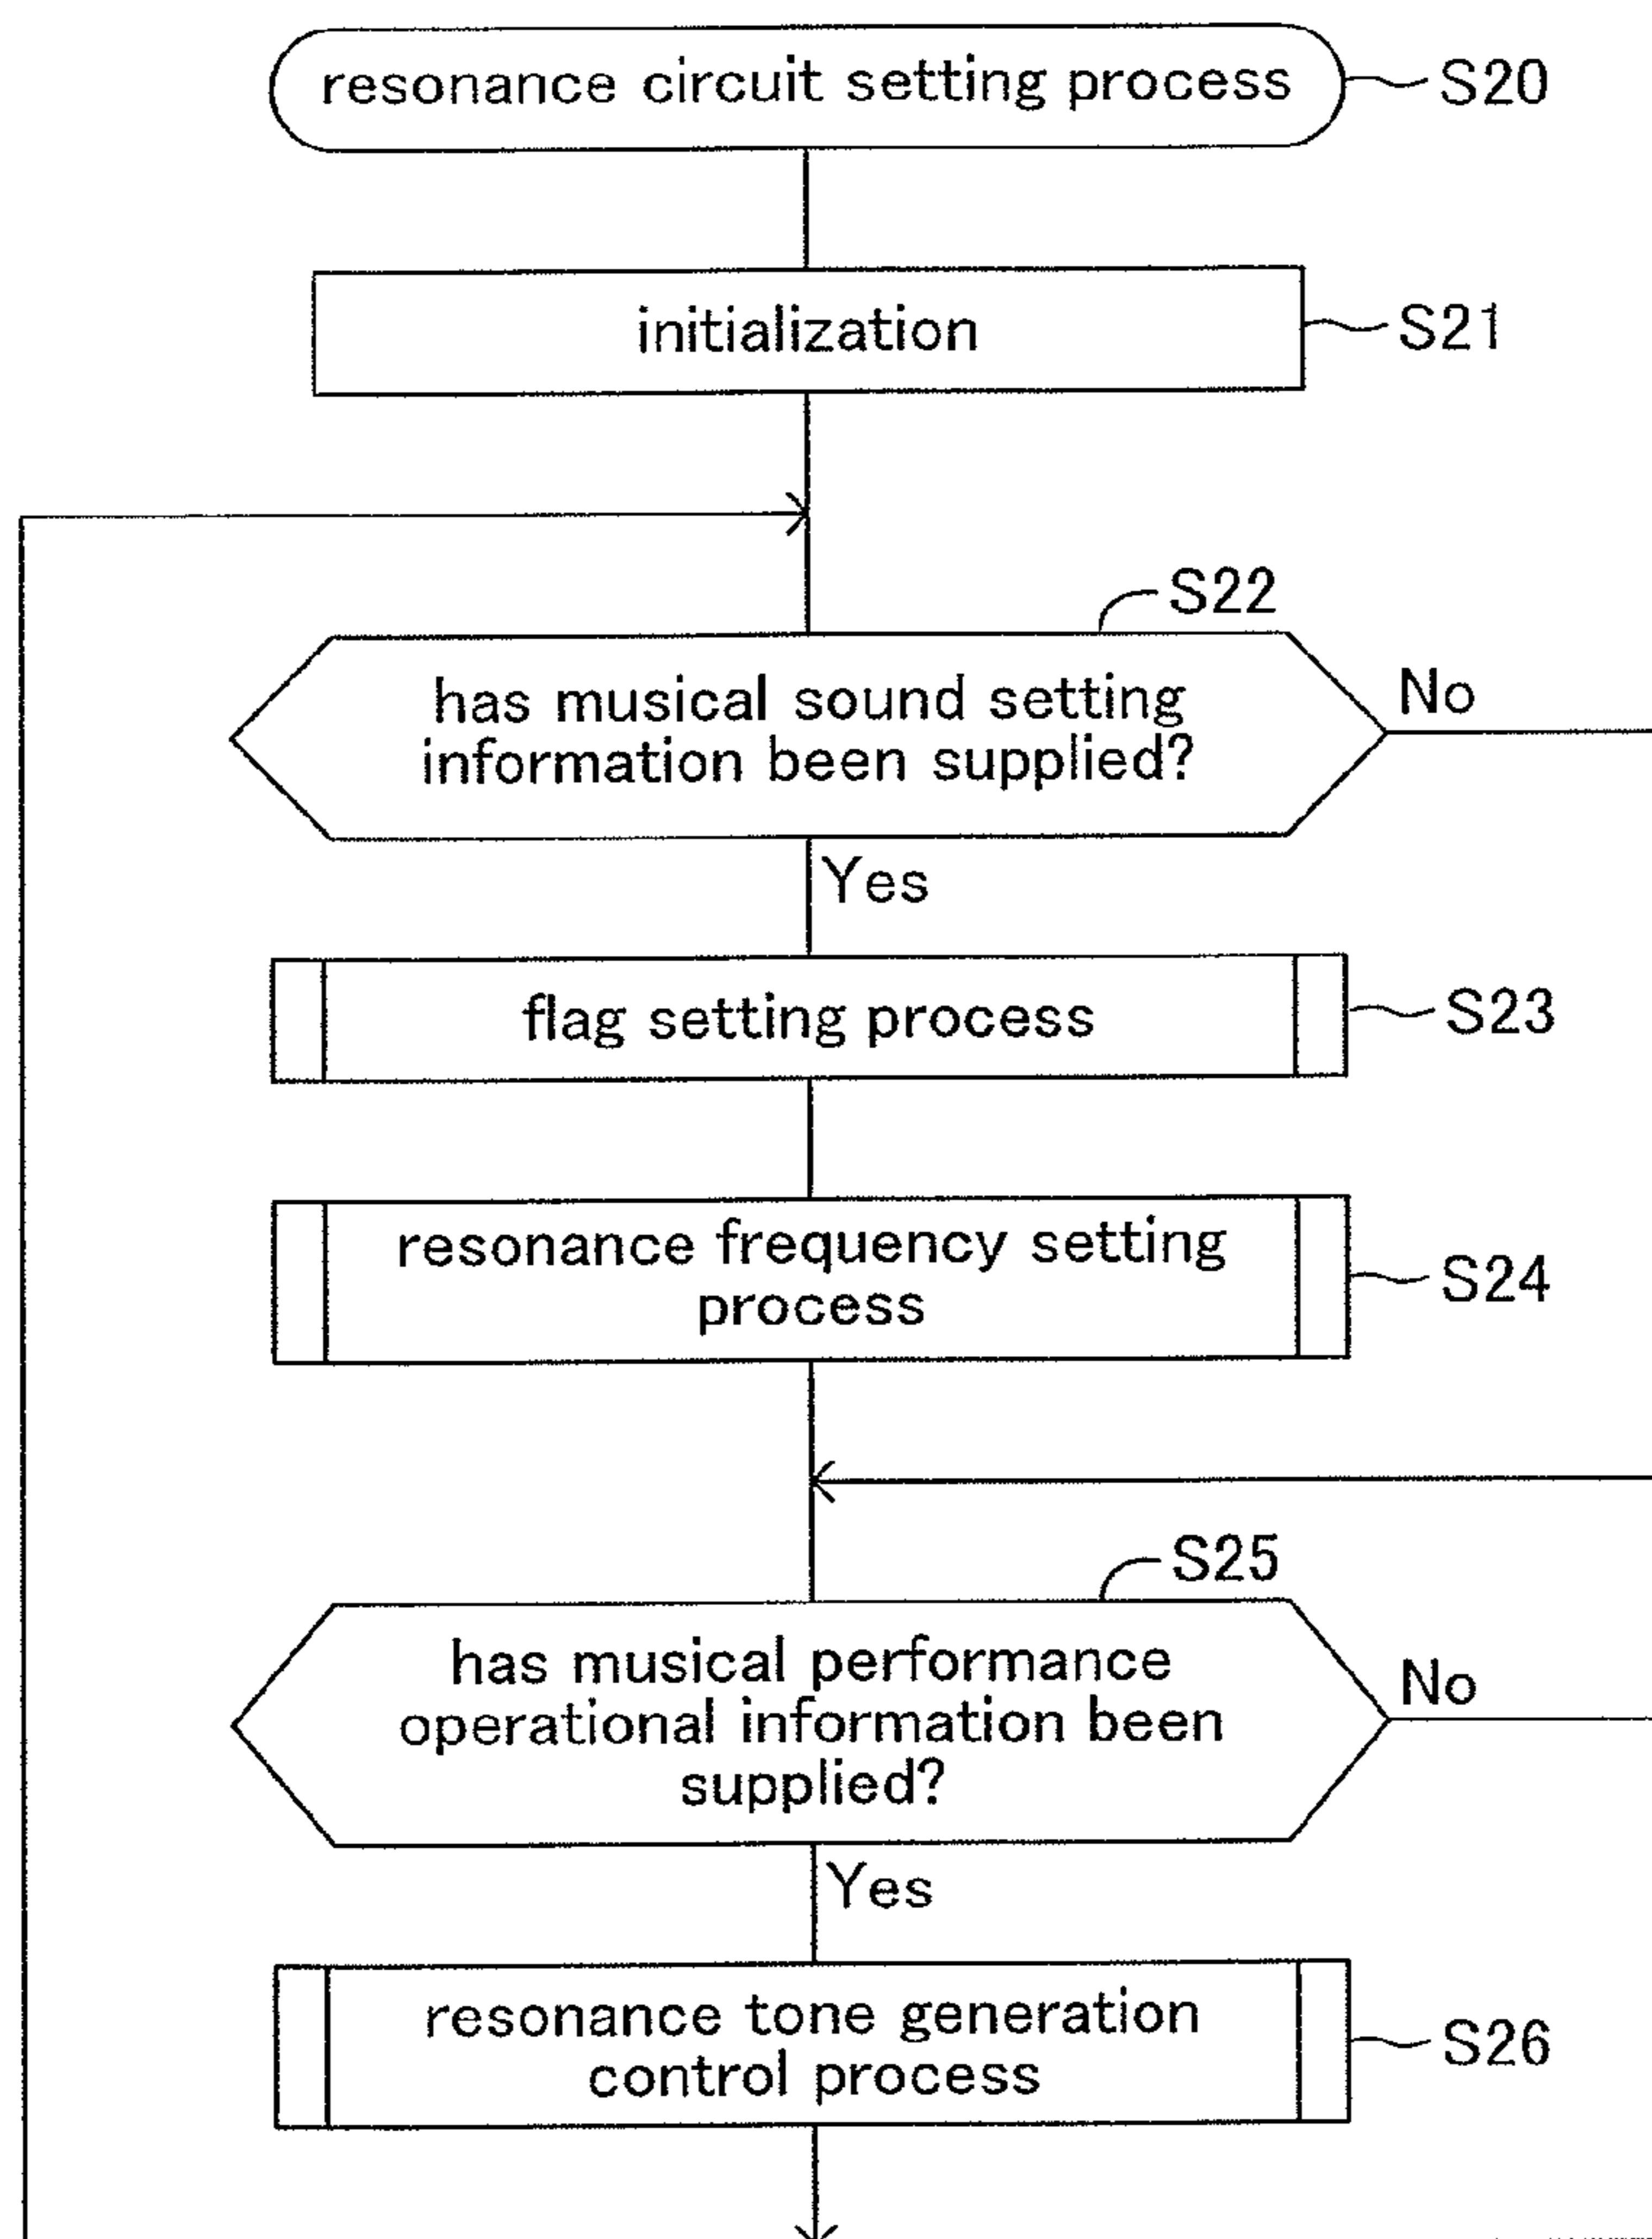 resonance circuit setting process
S20
initialization
S21
S22
has musical sound setting
information been supplied?
No
Yes
flag setting process
S23
resonance frequency setting
process
S24
S25
has musical performance
operational information been
supplied?
No
Yes
resonance tone generation
control process
S26